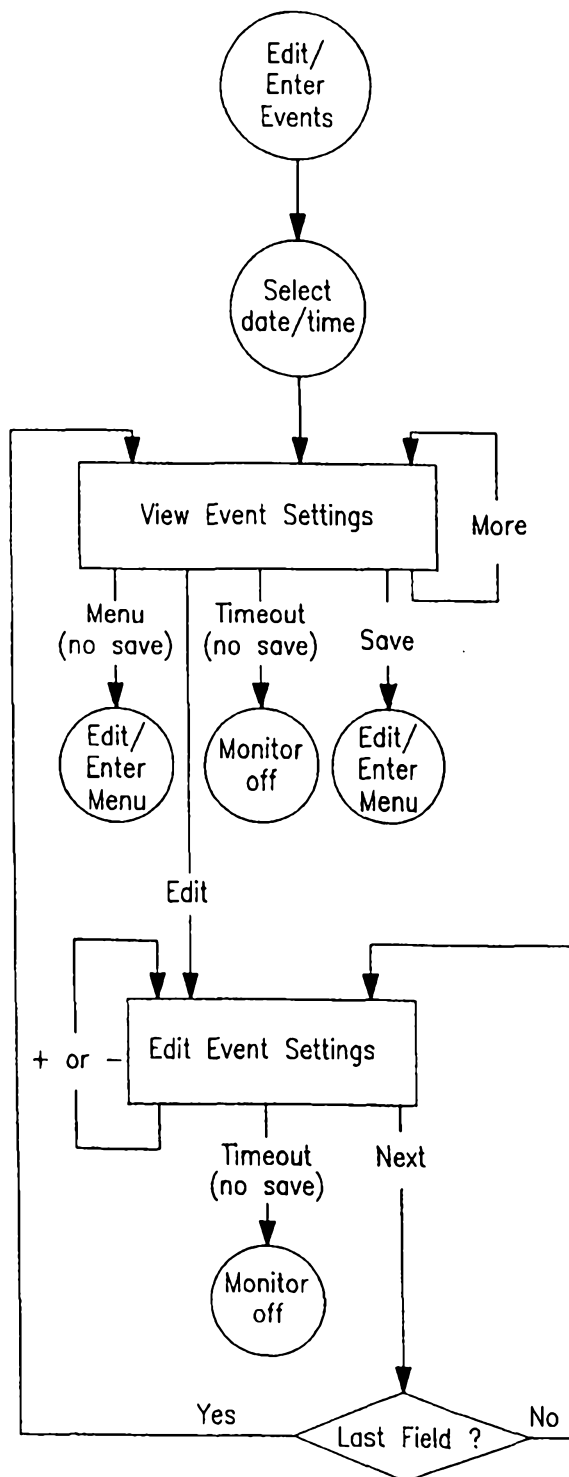 Edit/
Enter
Events
Select
date/time
View Event Settings
More
Menu
(no save)
Timeout
(no save)
Save
Edit/
Enter
Menu
Monitor
off
Edit/
Enter
Menu
Edit
+ or -
Edit Event Settings
Timeout
(no save)
Next
Monitor
off
Yes
Last Field ?
No